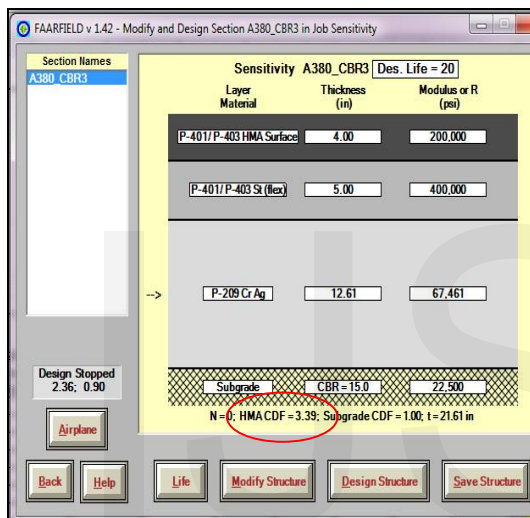 FAARFIELD v 1.42 - Modify and Design Section A380_CBR3 in Job Sensitivity
Section Names
A380_CBR3
Sensitivity A380_CBR3 Des. Life = 20
Layer Material Thickness (in) Modulus or R (psi)
P-401/ P-403 HMA Surface 4.00 200,000
P-401/ P-403 St (flex) 5.00 400,000
--> P-209 Cr Ag 12.61 67,461
Subgrade CBR = 15.0 22,500
N = 0; HMA CDF = 3.39; Subgrade CDF = 1.00; t = 21.61 in
Design Stopped
2.36; 0.90
Airplane
Back Help Life Modify Structure Design Structure Save Structure